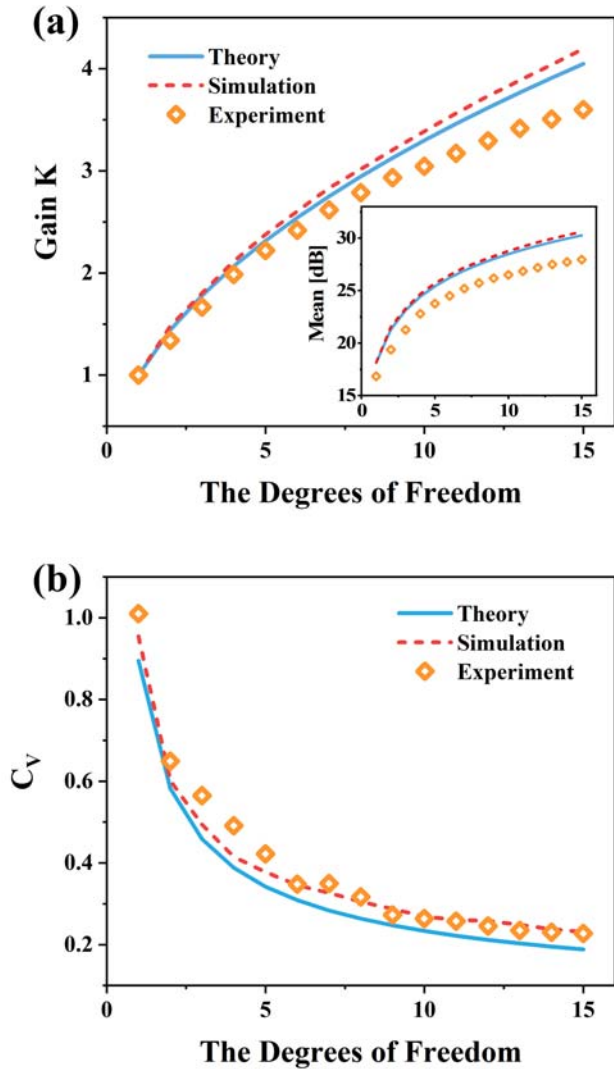 (a)
Theory
Simulation
Experiment
4
3
2
1
Gain K
0
5
10
15
The Degrees of Freedom
30
25
20
15
Mean [dB]
0
5
10
15
(b)
Theory
Simulation
Experiment
1.0
0.8
0.6
0.4
0.2
C_V
0
5
10
15
The Degrees of Freedom